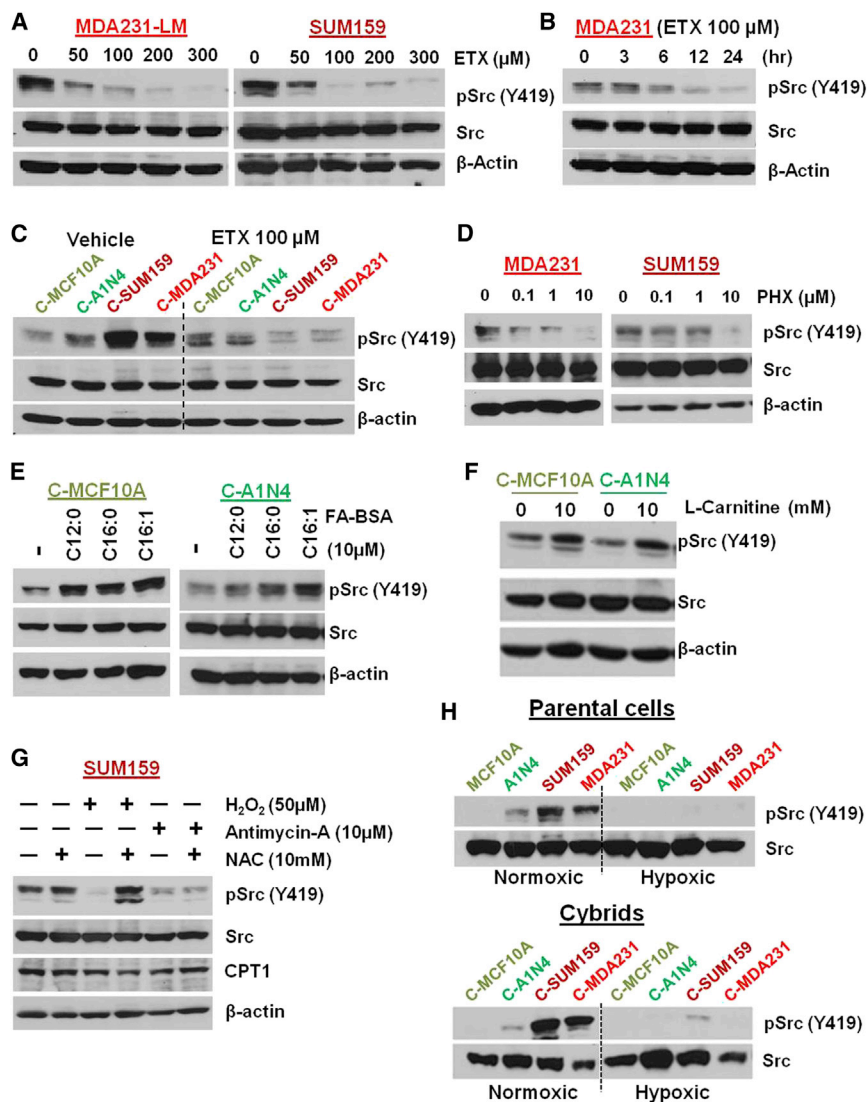 A
MDA231-LM
SUM159
0 50 100 200 300
0 50 100 200 300
ETX (µM)
pSrc (Y419)
Src
β-Actin
B
MDA231 (ETX 100 µM)
0 3 6 12 24 (hr)
pSrc (Y419)
Src
β-Actin
C
Vehicle
ETX 100 µM
C-MCF10A
C-A1N4
C-SUM159
C-MDA231
C-MCF10A
C-A1N4
C-SUM159
C-MDA231
pSrc (Y419)
Src
β-actin
D
MDA231
SUM159
0 0.1 1 10
0 0.1 1 10
PHX (µM)
pSrc (Y419)
Src
β-actin
E
C-MCF10A
C-A1N4
- C12:0 C16:0 C16:1
- C12:0 C16:0 C16:1
FA-BSA
(10µM)
pSrc (Y419)
Src
β-actin
F
C-MCF10A C-A1N4
0 10 0 10
L-Carnitine (mM)
pSrc (Y419)
Src
β-actin
G
SUM159
— — + + — — H₂O₂ (50µM)
— — — — + + Antimycin-A (10µM)
— + — + — + NAC (10mM)
pSrc (Y419)
Src
CPT1
β-actin
H
Parental cells
MCF10A
A1N4
SUM159
MDA231
MCF10A
A1N4
SUM159
MDA231
pSrc (Y419)
Src
Normoxic
Hypoxic
Cybrids
C-MCF10A
C-A1N4
C-SUM159
C-MDA231
C-MCF10A
C-A1N4
C-SUM159
C-MDA231
pSrc (Y419)
Src
Normoxic
Hypoxic